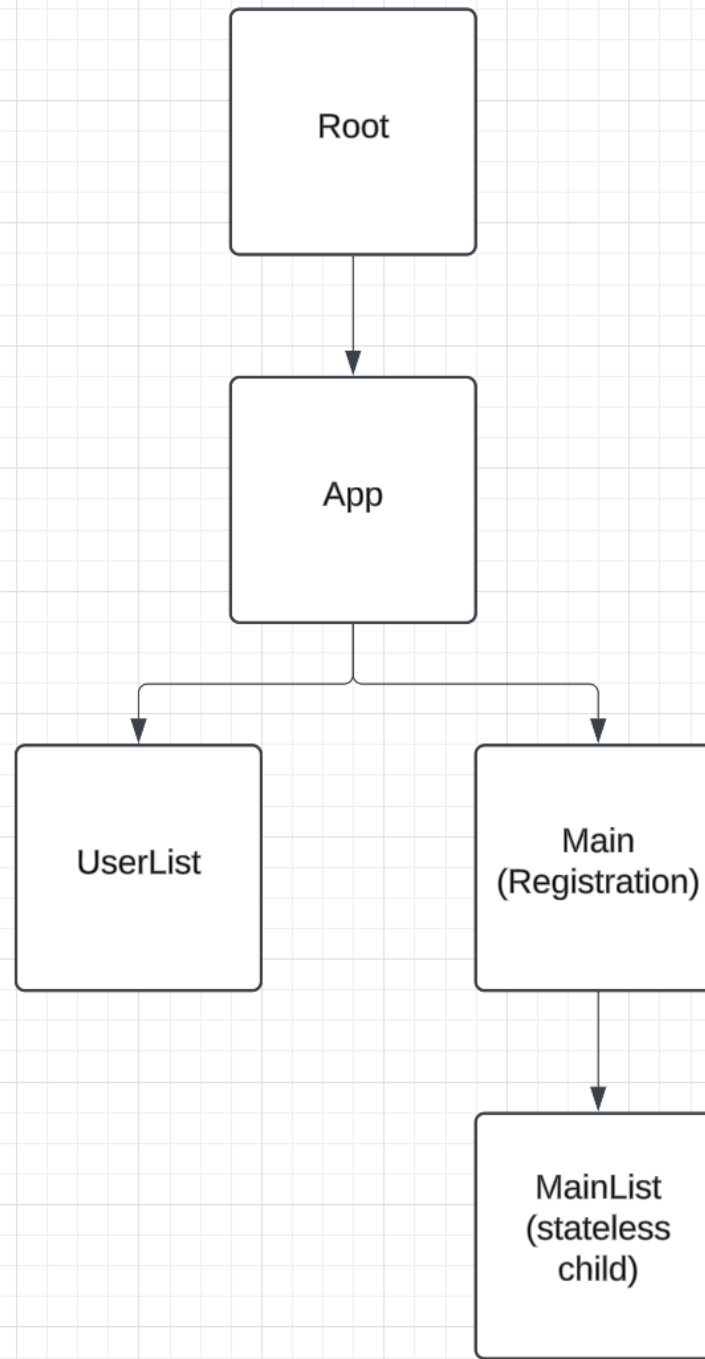 Root
App
UserList
Main
(Registration)
MainList
(stateless
child)